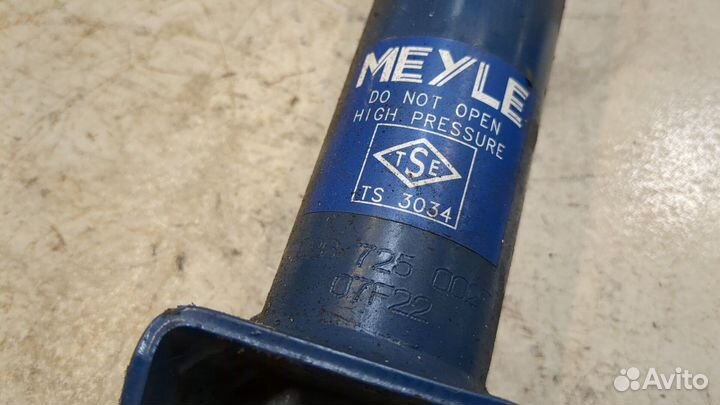 MEYLE
DO NOT OPEN
HIGH PRESSURE
TSE
TS 3034
725
07F22
Avito